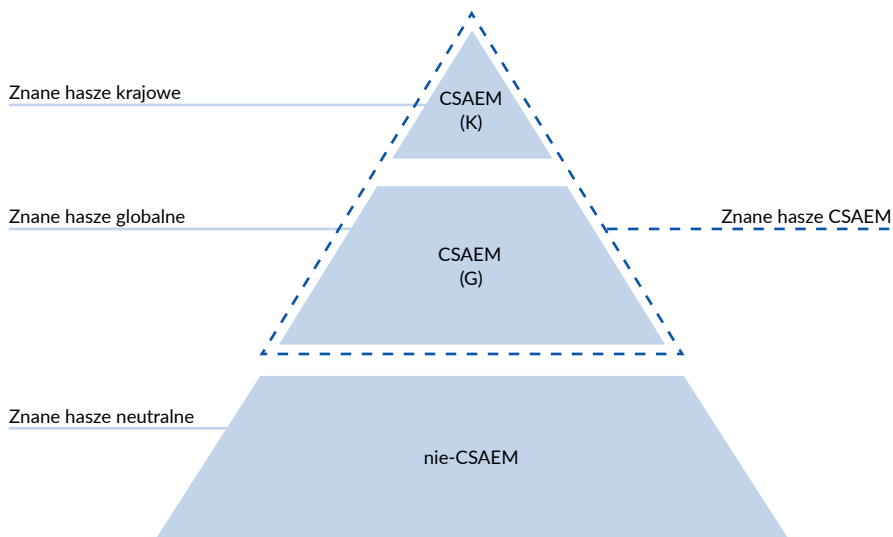 Znane hasze krajowe
CSAEM
(K)
Znane hasze globalne
Znane hasze CSAEM
CSAEM
(G)
Znane hasze neutralne
nie-CSAEM